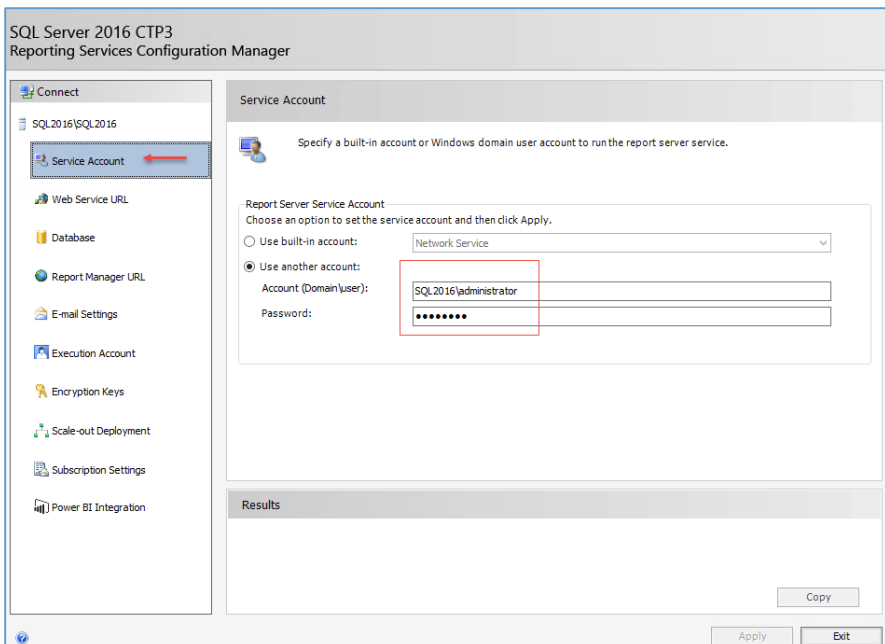 SQL Server 2016 CTP3
Reporting Services Configuration Manager
Connect
SQL2016\SQL2016
Service Account
Web Service URL
Database
Report Manager URL
E-mail Settings
Execution Account
Encryption Keys
Scale-out Deployment
Subscription Settings
Power BI Integration
Service Account
Specify a built-in account or Windows domain user account to run the report server service.
Report Server Service Account
Choose an option to set the service account and then click Apply.
Use built-in account:
Network Service
Use another account:
Account (Domain\user):
SQL2016\administrator
Password:
●●●●●●●●
Results
Copy
Apply
Exit